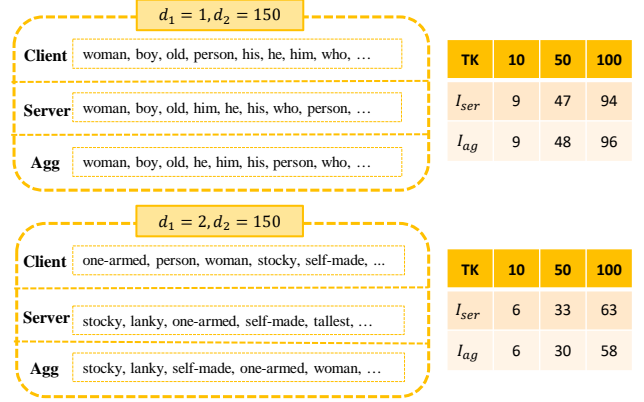 d₁ = 1, d₂ = 150
Client woman, boy, old, person, his, he, him, who, …
Server woman, boy, old, him, he, his, who, person, …
Agg woman, boy, old, he, him, his, person, who, …
TK 10 50 100
I_ser 9 47 94
I_ag 9 48 96
d₁ = 2, d₂ = 150
Client one-armed, person, woman, stocky, self-made, ...
Server stocky, lanky, one-armed, self-made, tallest, …
Agg stocky, lanky, self-made, one-armed, woman, …
TK 10 50 100
I_ser 6 33 63
I_ag 6 30 58